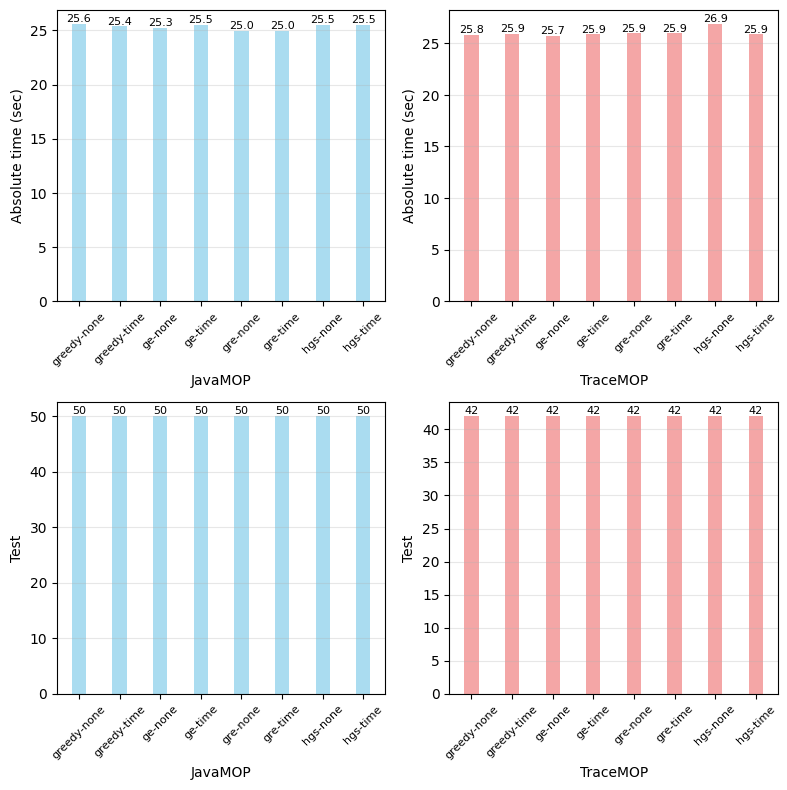 Absolute time (sec)
25
20
15
10
5
0
25.6 25.4 25.3 25.5 25.0 25.0 25.5 25.5
greedy-none greedy-time ge-none ge-time gre-none gre-time hgs-none hgs-time
JavaMOP
Absolute time (sec)
25
20
15
10
5
0
25.8 25.9 25.7 25.9 25.9 25.9 26.9 25.9
greedy-none greedy-time ge-none ge-time gre-none gre-time hgs-none hgs-time
TraceMOP
Test
50
40
30
20
10
0
50 50 50 50 50 50 50 50
greedy-none greedy-time ge-none ge-time gre-none gre-time hgs-none hgs-time
JavaMOP
Test
40
35
30
25
20
15
10
5
0
42 42 42 42 42 42 42 42
greedy-none greedy-time ge-none ge-time gre-none gre-time hgs-none hgs-time
TraceMOP